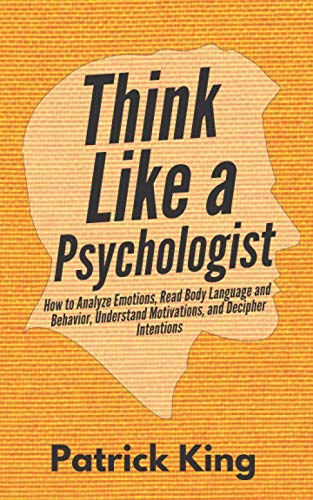 Think
Like a
Psychologist
How to Analyze Emotions, Read Body Language and
Behavior, Understand Motivations, and Decipher
Intentions
Patrick King